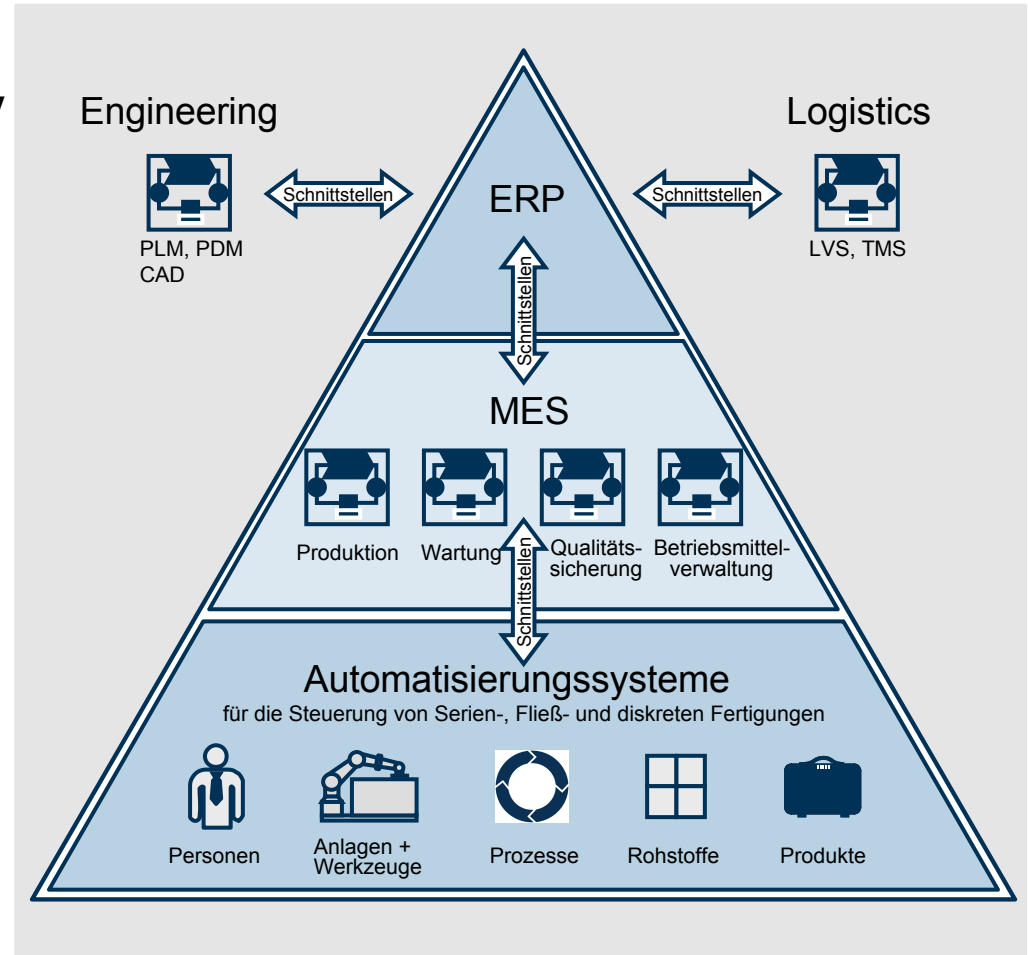 Engineering
Logistics
Schnittstellen
ERP
Schnittstellen
PLM, PDM
CAD
LVS, TMS
Schnittstellen
MES
Produktion
Wartung
Qualitäts-
sicherung
Betriebsmittel-
verwaltung
Schnittstellen
Automatisierungssysteme
für die Steuerung von Serien-, Fließ- und diskreten Fertigungen
Personen
Anlagen +
Werkzeuge
Prozesse
Rohstoffe
Produkte